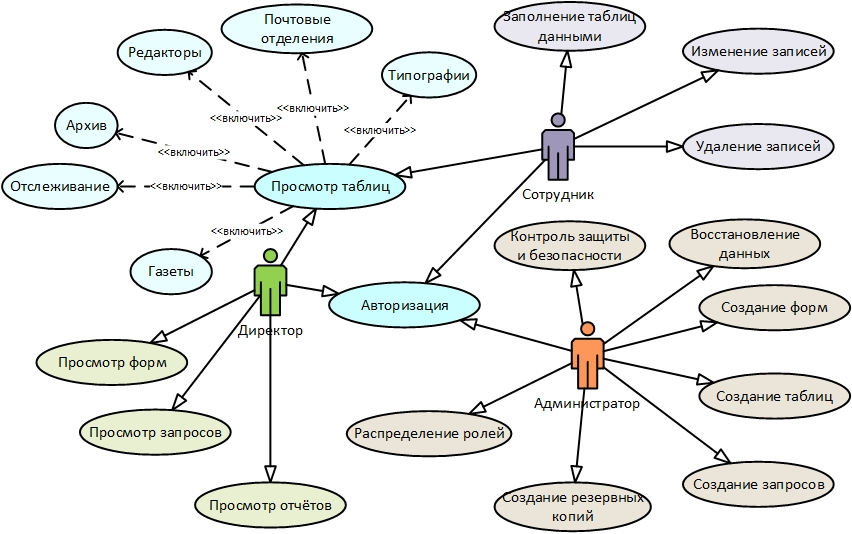 Почтовые
отделения
Заполнение таблиц
данными
Редакторы
Изменение записей
Типографии
<<включить>>
<<включить>>
<<включить>>
Архив
<<включить>>
Удаление записей
Отслеживание
<<включить>>
Просмотр таблиц
Сотрудник
<<включить>>
Контроль защиты
и безопасности
Восстановление
данных
Газеты
Авторизация
Создание форм
Директор
Просмотр форм
Создание таблиц
Администратор
Просмотр запросов
Распределение ролей
Создание запросов
Просмотр отчётов
Создание резервных
копий